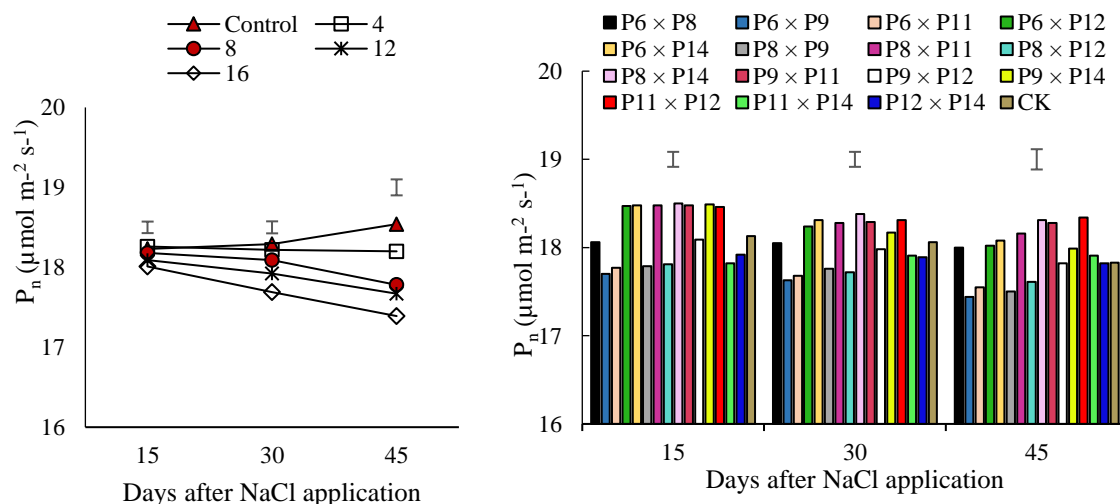 Control 4
8 12
16
20
19
18
17
16
Pn (µmol m-2 s-1)
15 30 45
Days after NaCl application
P6 × P8 P6 × P9 P6 × P11 P6 × P12
P6 × P14 P8 × P9 P8 × P11 P8 × P12
P8 × P14 P9 × P11 P9 × P12 P9 × P14
P11 × P12 P11 × P14 P12 × P14 CK
20
19
18
17
16
Pn (µmol m-2 s-1)
15 30 45
Days after NaCl application